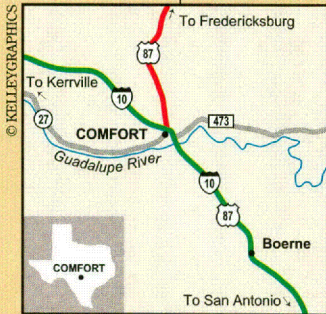 To Fredericksburg
87
© KELLEYGRAPHICS
To Kerrville
10
27
COMFORT
473
Guadalupe River
10
87
Boerne
COMFORT
To San Antonio